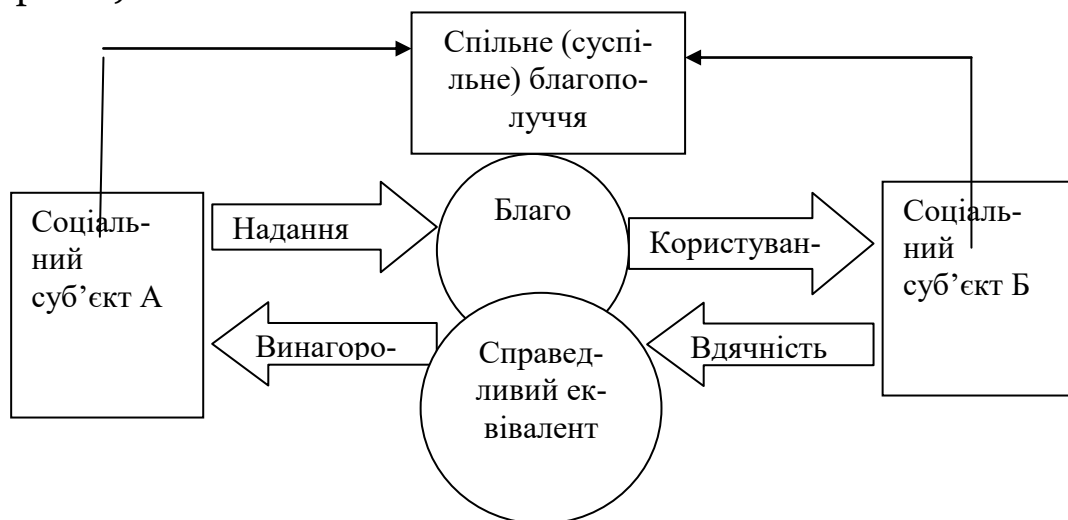 Спільне (суспі-
льне) благопо-
луччя
Соціаль-
ний
суб’єкт А
Надання
Благо
Користуван-
Соціаль-
ний
суб’єкт Б
Винагоро-
Справед-
ливий ек-
вівалент
Вдячність